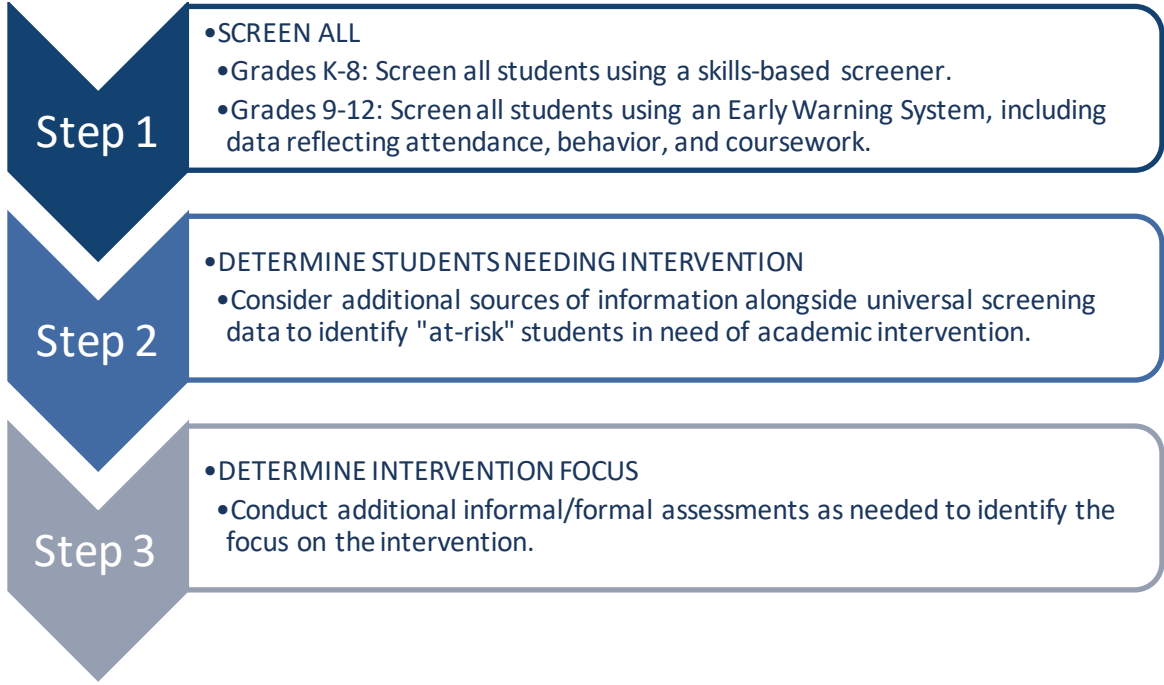 Step 1
•SCREEN ALL
•Grades K-8: Screen all students using a skills-based screener.
•Grades 9-12: Screen all students using an Early Warning System, including
data reflecting attendance, behavior, and coursework.
Step 2
•DETERMINE STUDENTS NEEDING INTERVENTION
•Consider additional sources of information alongside universal screening
data to identify "at-risk" students in need of academic intervention.
Step 3
•DETERMINE INTERVENTION FOCUS
•Conduct additional informal/formal assessments as needed to identify the
focus on the intervention.